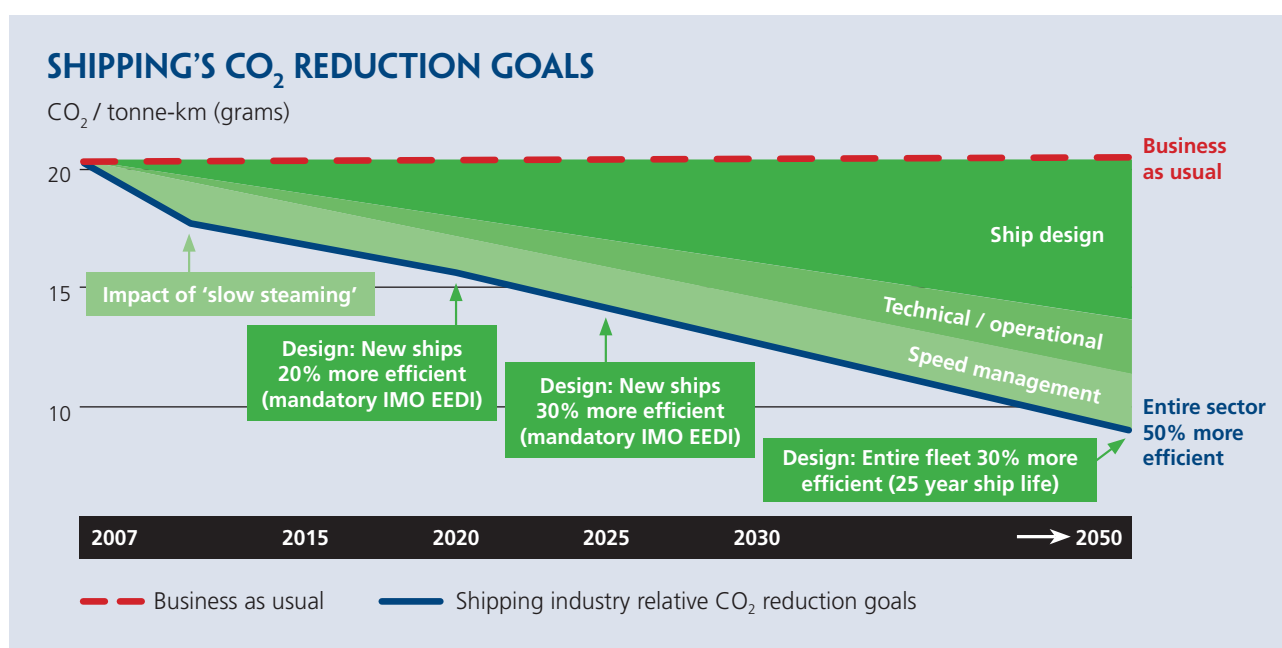 SHIPPING'S CO₂ REDUCTION GOALS
CO₂ / tonne-km (grams)
20
15
10
Business
as usual
Ship design
Technical / operational
Speed management
Impact of ‘slow steaming’
Design: New ships
20% more efficient
(mandatory IMO EEDI)
Design: New ships
30% more efficient
(mandatory IMO EEDI)
Design: Entire fleet 30% more
efficient (25 year ship life)
Entire sector
50% more
efficient
2007 2015 2020 2025 2030 2050
Business as usual
Shipping industry relative CO₂ reduction goals